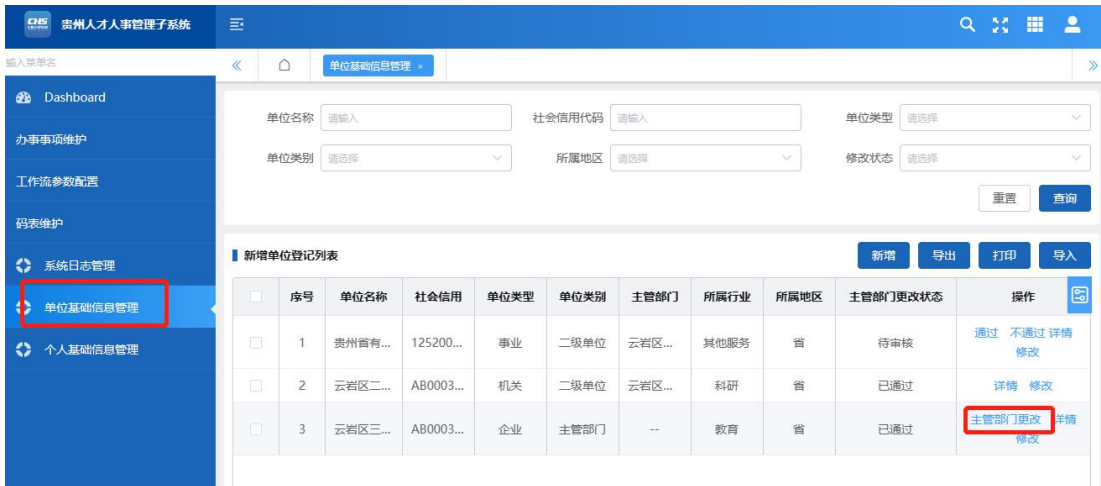 CHS 贵州人才人事管理子系统
输入菜单名
单位基础信息管理 ×
Dashboard
办事事项维护
工作流参数配置
码表维护
系统日志管理
单位基础信息管理
个人基础信息管理
单位名称 请输入 社会信用代码 请输入 单位类型 请选择
单位类别 请选择 所属地区 请选择 修改状态 请选择
重置 查询
新增单位登记列表 新增 导出 打印 导入
序号 单位名称 社会信用 单位类型 单位类别 主管部门 所属行业 所属地区 主管部门更改状态 操作
1 贵州省有... 125200... 事业 二级单位 云岩区... 其他服务 省 待审核 通过 不通过 详情
修改
2 云岩区二... AB0003... 机关 二级单位 云岩区... 科研 省 已通过 详情 修改
3 云岩区三... AB0003... 企业 主管部门 -- 教育 省 已通过 主管部门更改 详情
修改